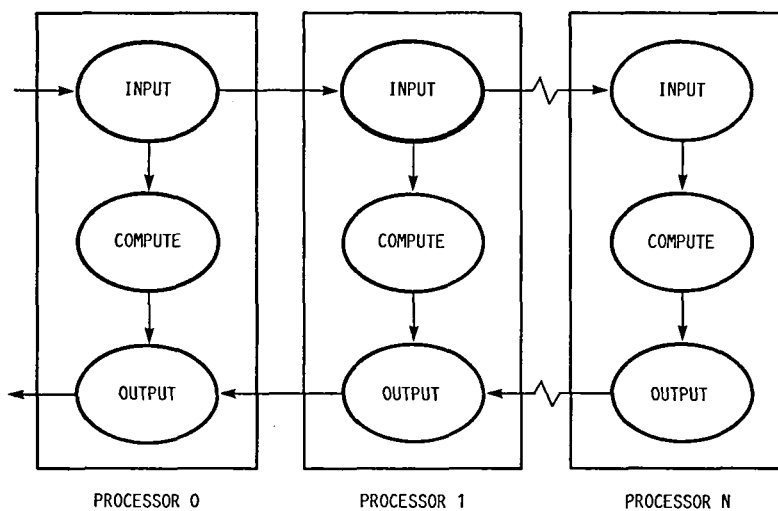 INPUT INPUT INPUT
COMPUTE COMPUTE COMPUTE
OUTPUT OUTPUT OUTPUT
PROCESSOR 0 PROCESSOR 1 PROCESSOR N